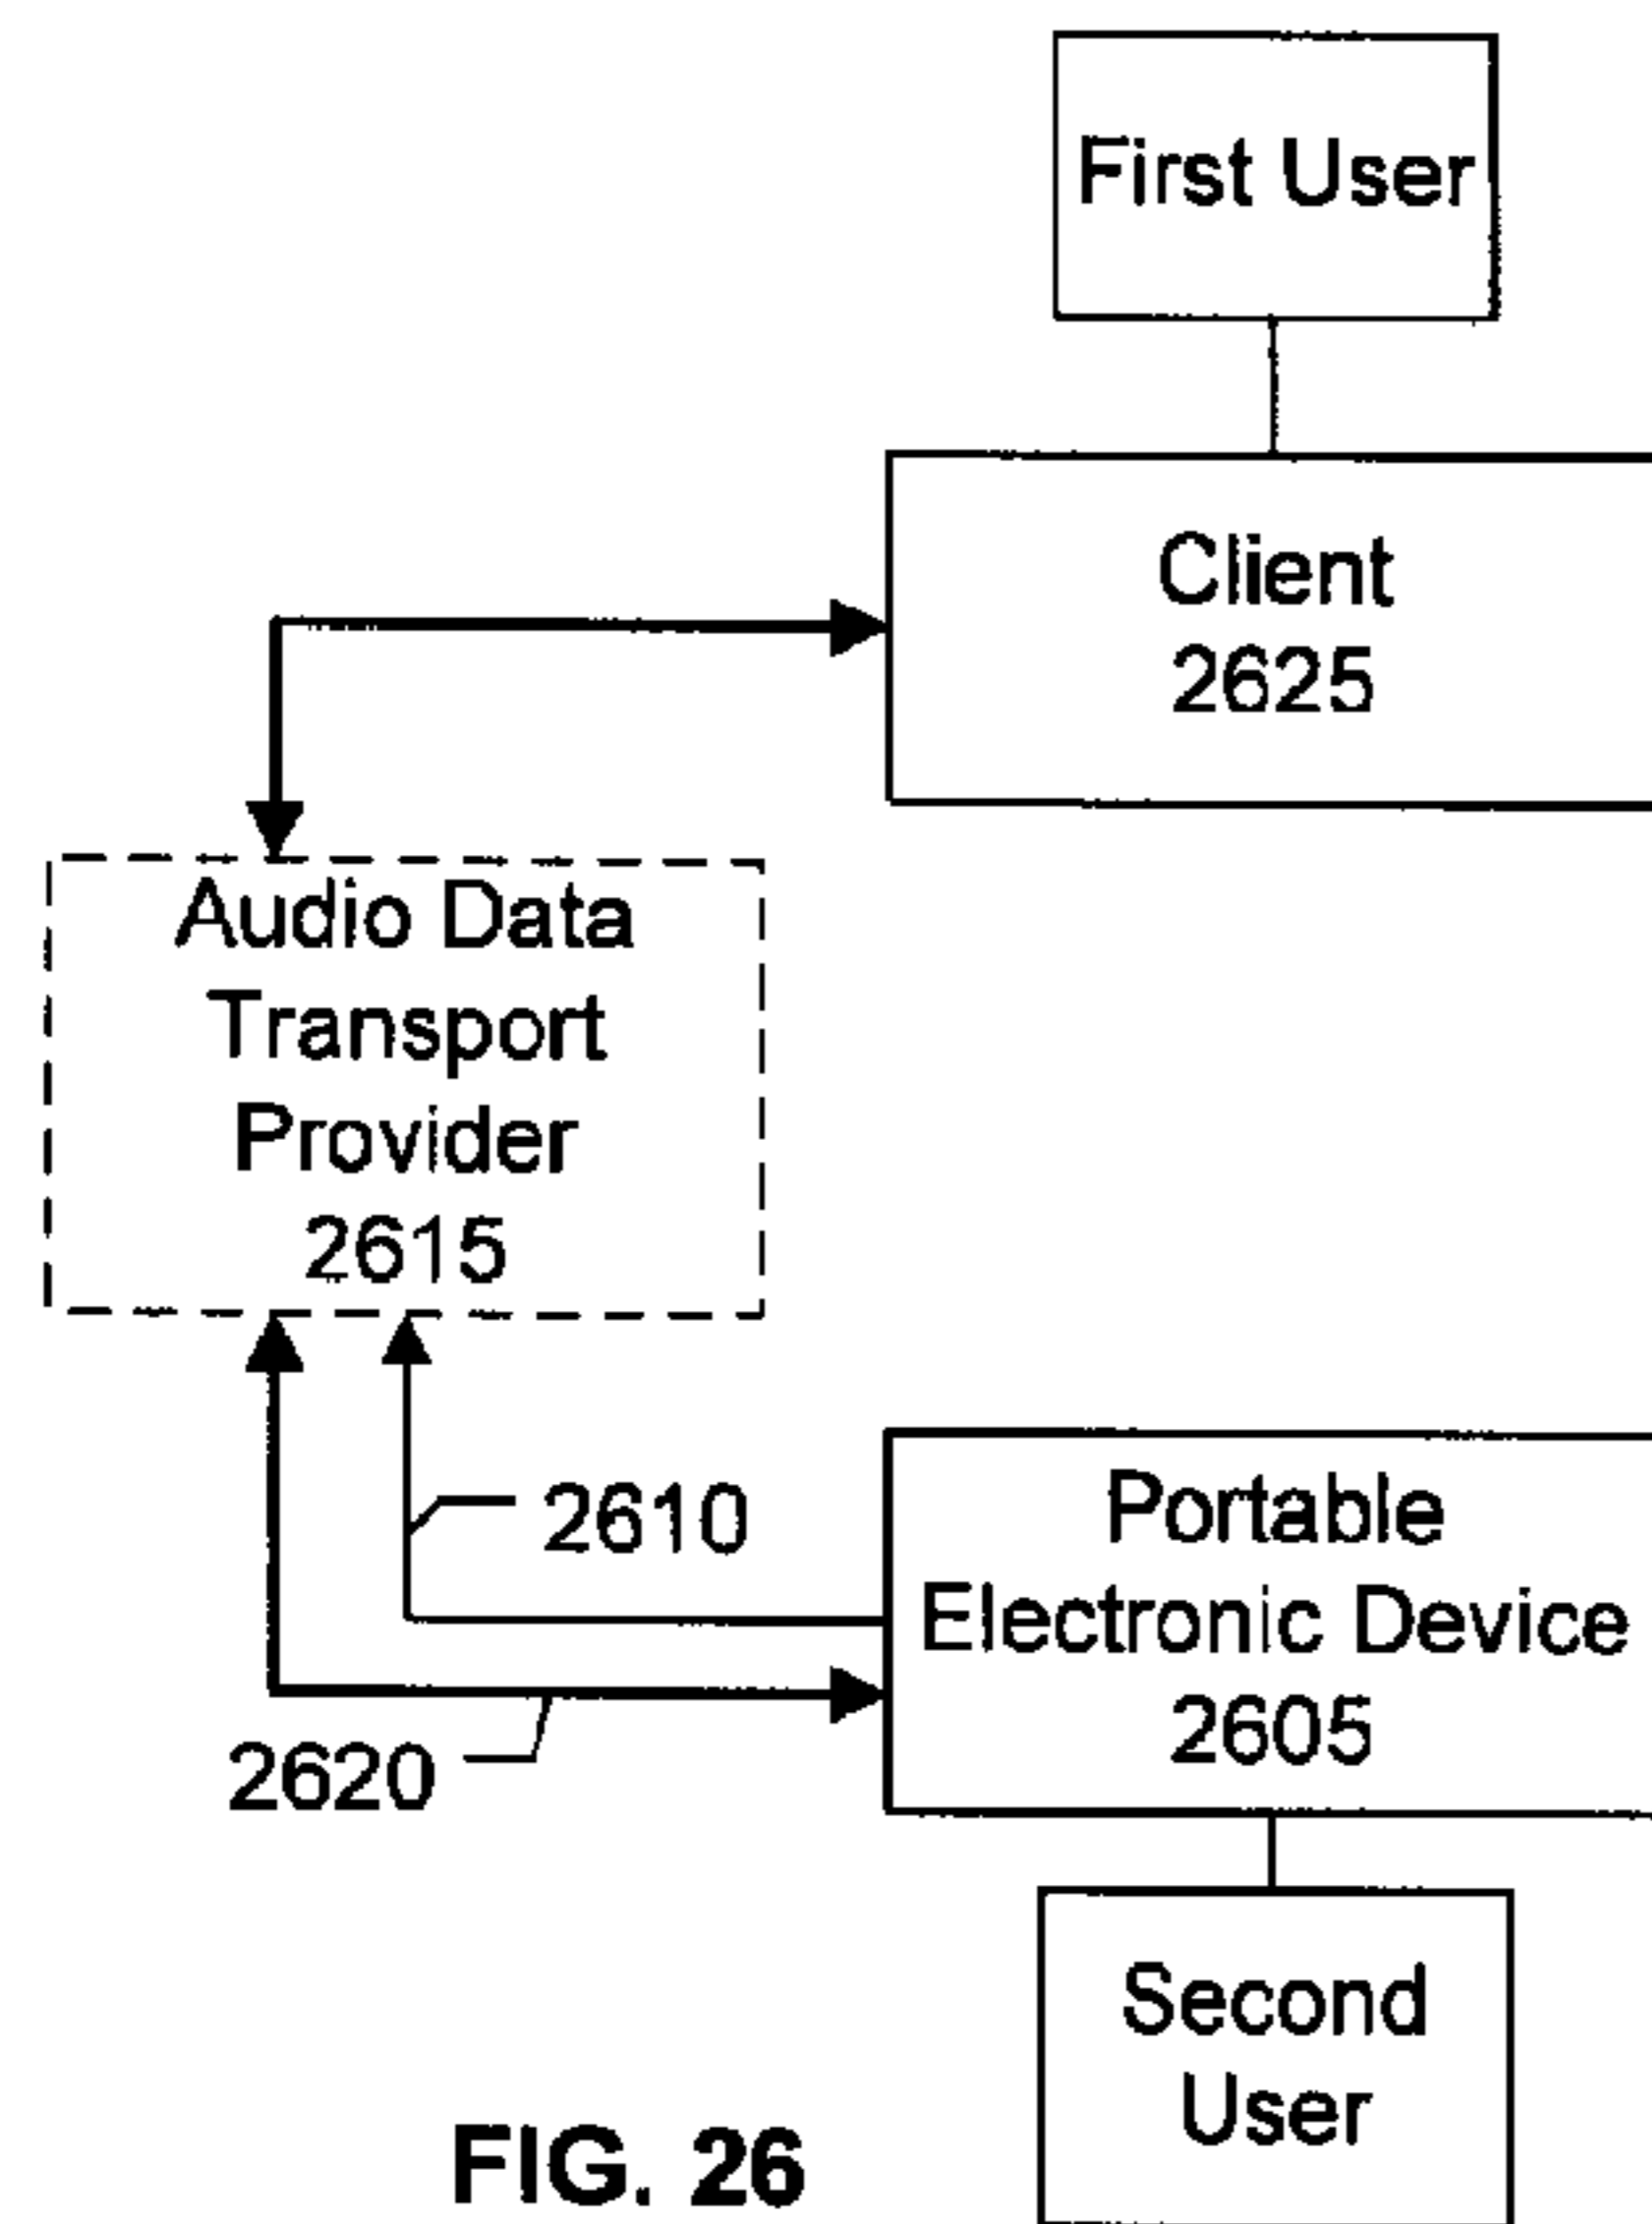 First User
Client
2625
Audio Data
Transport
Provider
2615
2610
Portable
Electronic Device
2605
2620
Second
User
FIG. 26